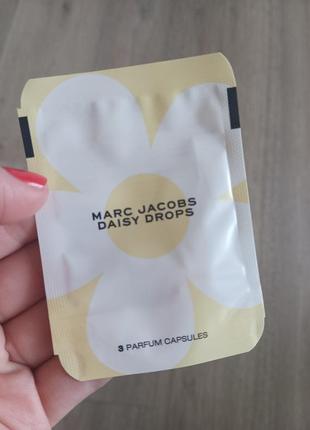 MARC JACOBS
DAISY DROPS
3 PARFUM CAPSULES